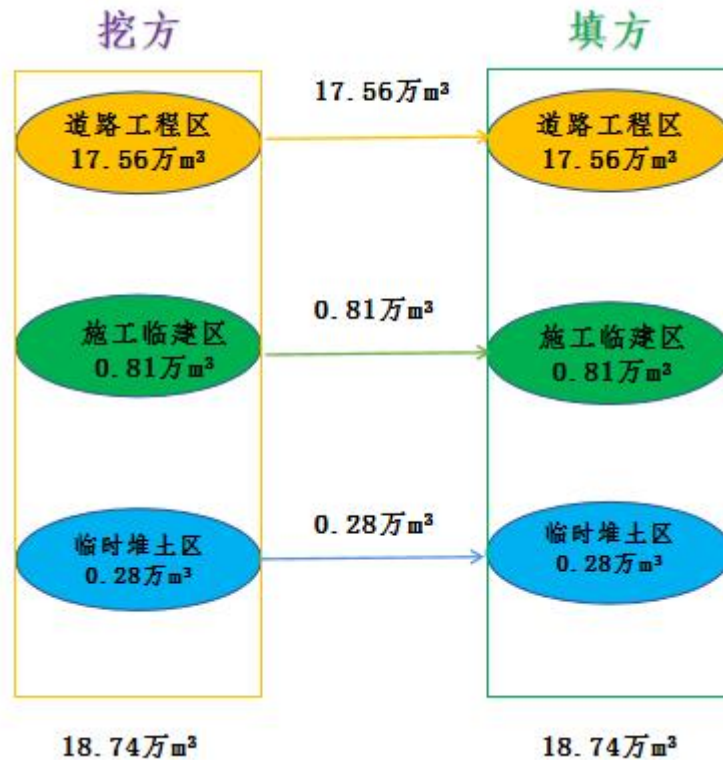 挖方
填方
17.56万m³
道路工程区
17.56万m³
道路工程区
17.56万m³
0.81万m³
施工临建区
0.81万m³
施工临建区
0.81万m³
0.28万m³
临时堆土区
0.28万m³
临时堆土区
0.28万m³
18.74万m³
18.74万m³